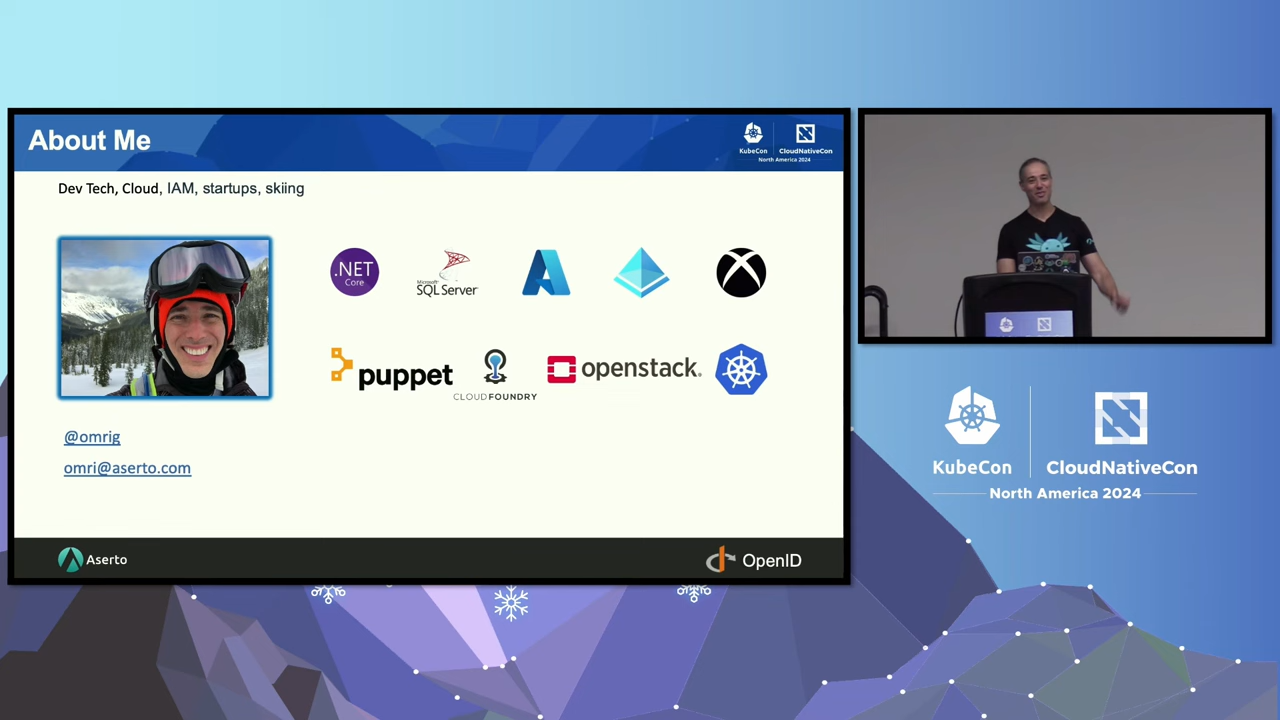 About Me
KubeCon
CloudNativeCon
North America 2024
Dev Tech, Cloud, IAM, startups, skiing
.NET
Core
Microsoft
SQL Server
puppet
CLOUD FOUNDRY
openstack.
@omrig
omri@aserto.com
Aserto
OpenID
KubeCon
CloudNativeCon
North America 2024